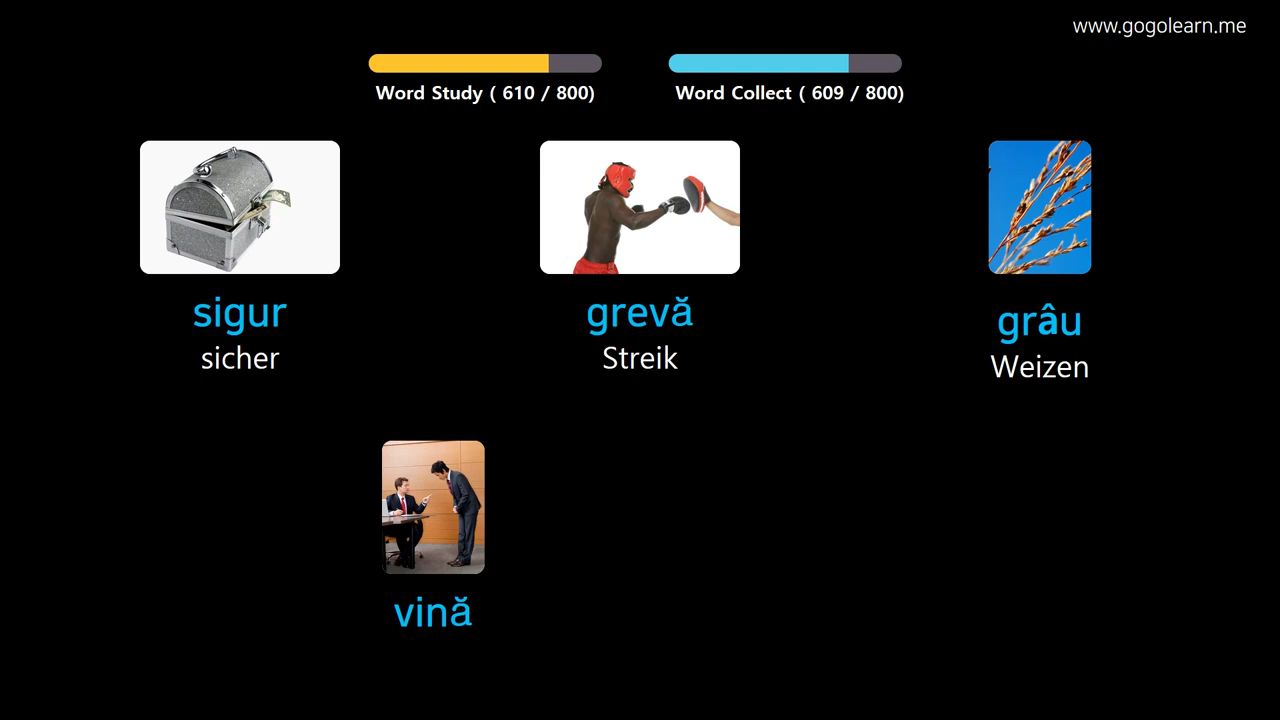 www.gogolearn.me
Word Study ( 610 / 800)
Word Collect ( 609 / 800)
sigur
sicher
grevă
Streik
grâu
Weizen
vină